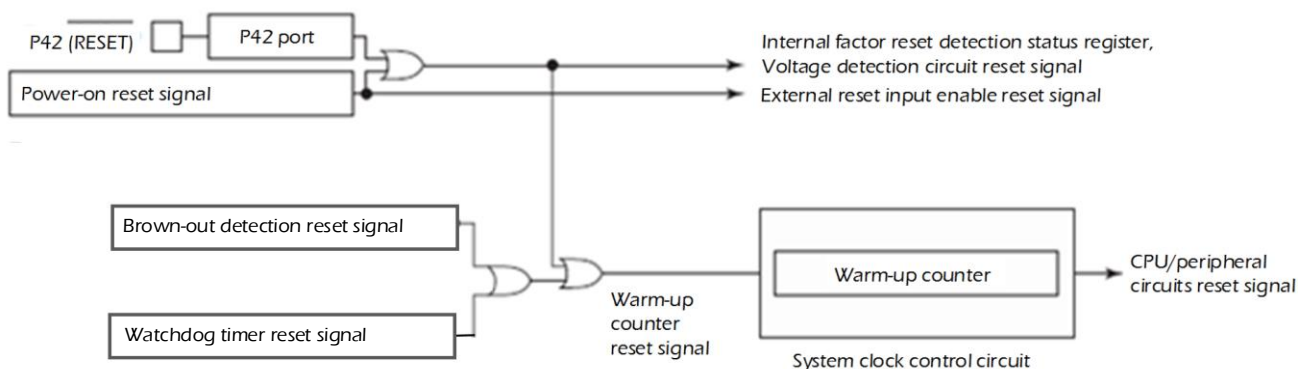 P42 (RESET)
P42 port
Internal factor reset detection status register,
Voltage detection circuit reset signal
Power-on reset signal
External reset input enable reset signal
Brown-out detection reset signal
Warm-up counter
CPU/peripheral
circuits reset signal
Warm-up
counter
reset signal
Watchdog timer reset signal
System clock control circuit